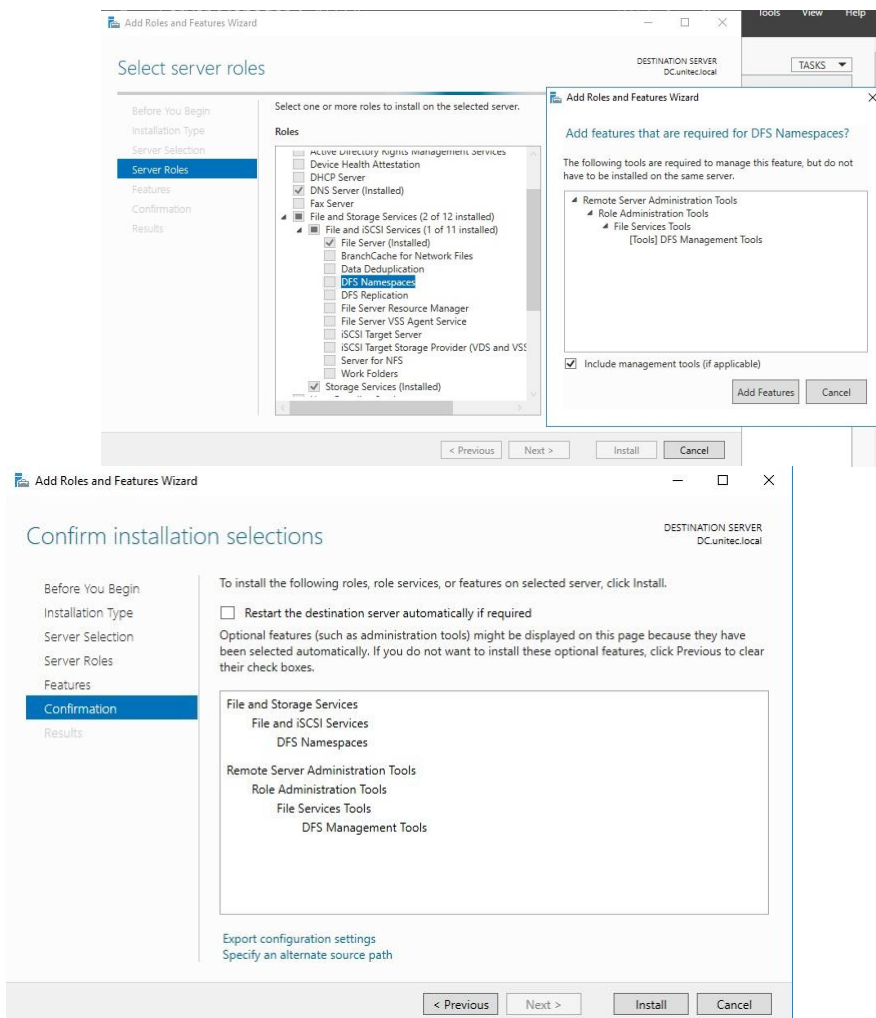 Add Roles and Features Wizard
Tools View Help
Select server roles
DESTINATION SERVER
DC.unitec.local
TASKS
Before You Begin
Installation Type
Server Selection
Server Roles
Features
Confirmation
Results
Select one or more roles to install on the selected server.
Roles
Active Directory Rights Management Services
Device Health Attestation
DHCP Server
DNS Server (Installed)
Fax Server
File and Storage Services (2 of 12 installed)
File and iSCSI Services (1 of 11 installed)
File Server (Installed)
BranchCache for Network Files
Data Deduplication
DFS Namespaces
DFS Replication
File Server Resource Manager
File Server VSS Agent Service
iSCSI Target Server
iSCSI Target Storage Provider (VDS and VSS
Server for NFS
Work Folders
Storage Services (Installed)
< Previous Next > Install Cancel
Add Roles and Features Wizard
Add features that are required for DFS Namespaces?
The following tools are required to manage this feature, but do not
have to be installed on the same server.
Remote Server Administration Tools
Role Administration Tools
File Services Tools
[Tools] DFS Management Tools
Include management tools (if applicable)
Add Features Cancel
Add Roles and Features Wizard
Confirm installation selections
DESTINATION SERVER
DC.unitec.local
Before You Begin
Installation Type
Server Selection
Server Roles
Features
Confirmation
Results
To install the following roles, role services, or features on selected server, click Install.
Restart the destination server automatically if required
Optional features (such as administration tools) might be displayed on this page because they have
been selected automatically. If you do not want to install these optional features, click Previous to clear
their check boxes.
File and Storage Services
File and iSCSI Services
DFS Namespaces
Remote Server Administration Tools
Role Administration Tools
File Services Tools
DFS Management Tools
Export configuration settings
Specify an alternate source path
< Previous Next > Install Cancel